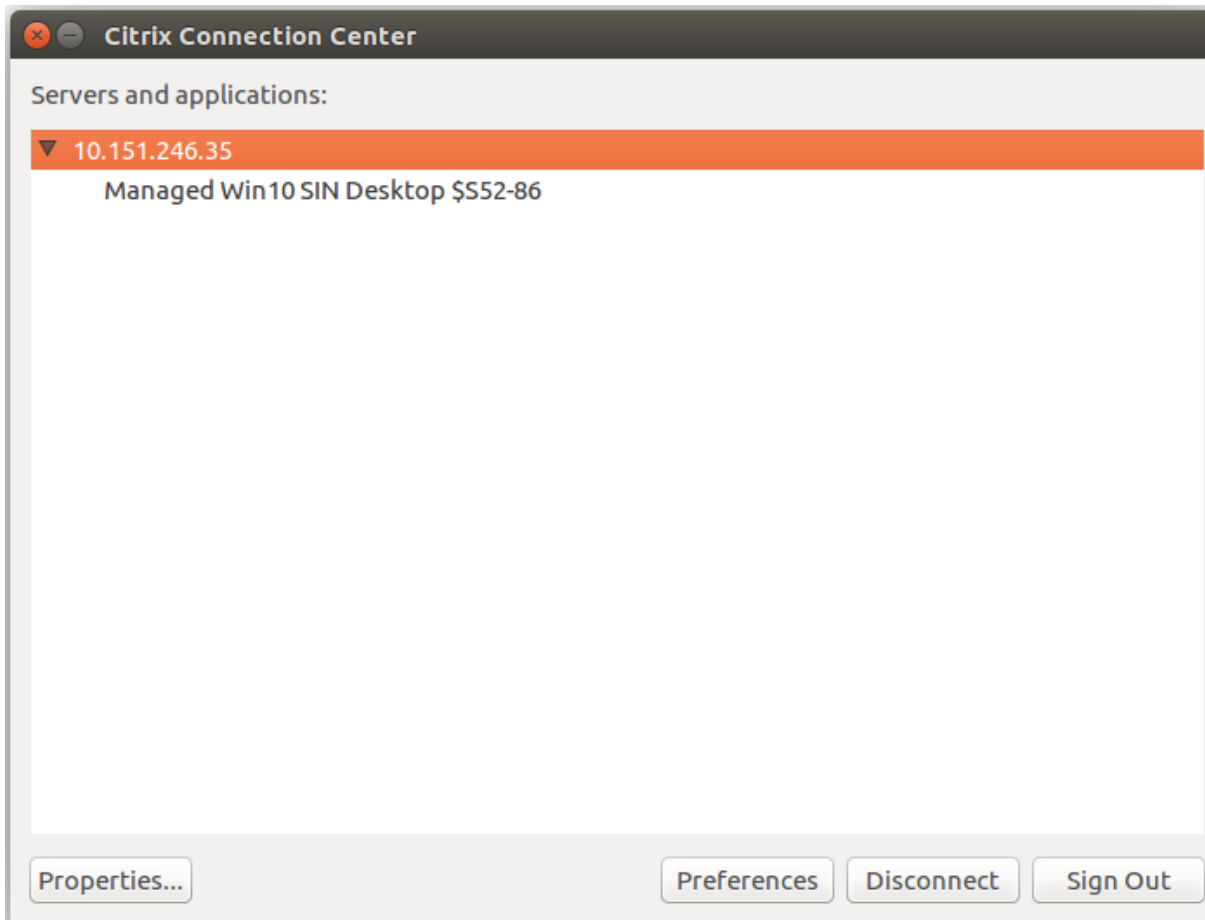 Citrix Connection Center
Servers and applications:
10.151.246.35
Managed Win10 SIN Desktop $S52-86
Properties... Preferences Disconnect Sign Out